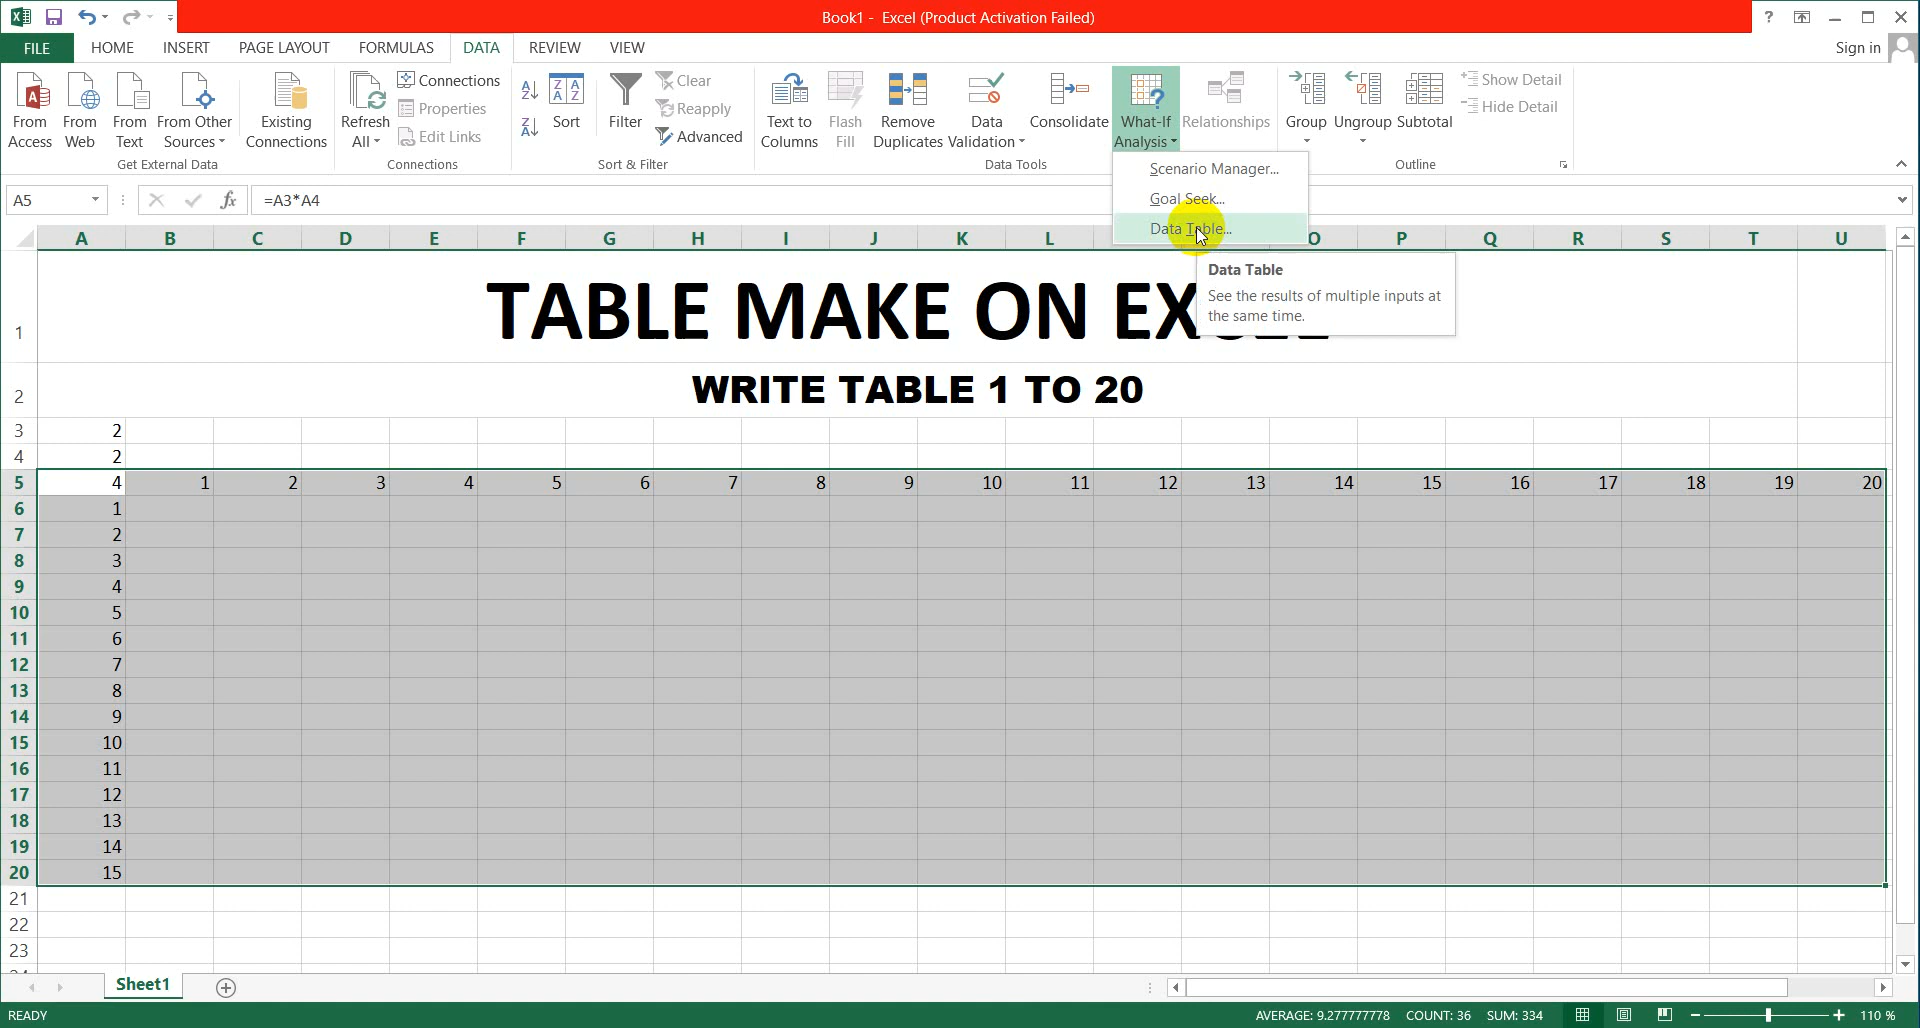 Book1 - Excel (Product Activation Failed)
?
FILE HOME INSERT PAGE LAYOUT FORMULAS DATA REVIEW VIEW Sign in
From Access
From Web
From Text
From Other Sources
Get External Data
Existing Connections
Refresh All
Connections
Properties
Edit Links
Connections
Sort
Filter
Clear
Reapply
Advanced
Sort & Filter
Text to Columns
Flash Fill
Remove Duplicates
Data Validation
Consolidate
What-If Analysis
Relationships
Data Tools
Group
Ungroup
Subtotal
Show Detail
Hide Detail
Outline
Scenario Manager...
Goal Seek...
Data Table...
Data Table
See the results of multiple inputs at
the same time.
A5 fx =A3*A4
A B C D E F G H I J K L O P Q R S T U
1 TABLE MAKE ON EXCEL
2 WRITE TABLE 1 TO 20
3 2
4 2
5 4 1 2 3 4 5 6 7 8 9 10 11 12 13 14 15 16 17 18 19 20
6 1
7 2
8 3
9 4
10 5
11 6
12 7
13 8
14 9
15 10
16 11
17 12
18 13
19 14
20 15
21
22
23
Sheet1
READY AVERAGE: 9.277777778 COUNT: 36 SUM: 334 110 %